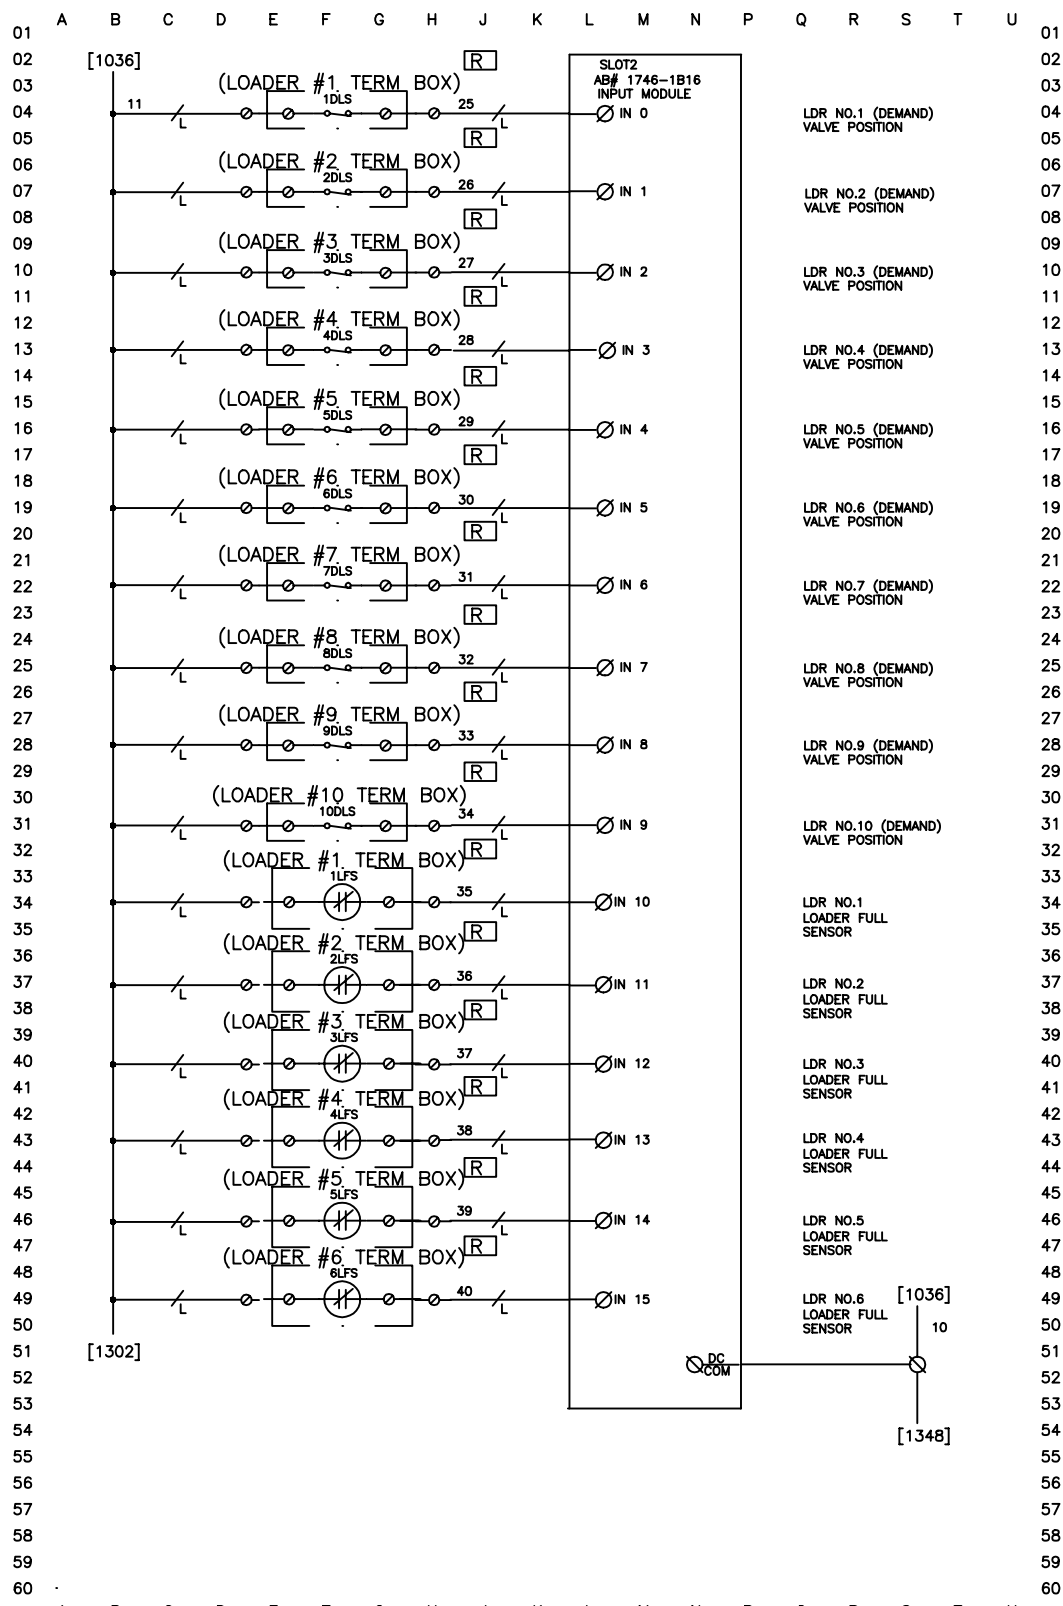 A B C D E F G H J K L M N P Q R S T U
01 01
02 [1036] R SLOT2 02
03 (LOADER #1 TERM BOX) AB# 1746-1B16 03
INPUT MODULE
04 11 L 1DLS 25 L IN 0 LDR NO.1 (DEMAND) 04
VALVE POSITION
05 R 05
06 (LOADER #2 TERM BOX) 06
07 L 2DLS 26 L IN 1 LDR NO.2 (DEMAND) 07
VALVE POSITION
08 R 08
09 (LOADER #3 TERM BOX) 09
10 L 3DLS 27 L IN 2 LDR NO.3 (DEMAND) 10
VALVE POSITION
11 R 11
12 (LOADER #4 TERM BOX) 12
13 L 4DLS 28 L IN 3 LDR NO.4 (DEMAND) 13
VALVE POSITION
14 R 14
15 (LOADER #5 TERM BOX) 15
16 L 5DLS 29 L IN 4 LDR NO.5 (DEMAND) 16
VALVE POSITION
17 R 17
18 (LOADER #6 TERM BOX) 18
19 L 6DLS 30 L IN 5 LDR NO.6 (DEMAND) 19
VALVE POSITION
20 R 20
21 (LOADER #7 TERM BOX) 21
22 L 7DLS 31 L IN 6 LDR NO.7 (DEMAND) 22
VALVE POSITION
23 R 23
24 (LOADER #8 TERM BOX) 24
25 L 8DLS 32 L IN 7 LDR NO.8 (DEMAND) 25
VALVE POSITION
26 R 26
27 (LOADER #9 TERM BOX) 27
28 L 9DLS 33 L IN 8 LDR NO.9 (DEMAND) 28
VALVE POSITION
29 R 29
30 (LOADER #10 TERM BOX) 30
31 L 10DLS 34 L IN 9 LDR NO.10 (DEMAND) 31
VALVE POSITION
32 (LOADER #1 TERM BOX) R 32
33 1LFS 33
34 L 35 L IN 10 LDR NO.1 34
LOADER FULL
35 R SENSOR 35
36 (LOADER #2 TERM BOX) 36
37 L 2LFS 36 L IN 11 LDR NO.2 37
LOADER FULL
38 R SENSOR 38
39 (LOADER #3 TERM BOX) 39
40 L 3LFS 37 L IN 12 LDR NO.3 40
LOADER FULL
41 R SENSOR 41
42 (LOADER #4 TERM BOX) 42
43 L 4LFS 38 L IN 13 LDR NO.4 43
LOADER FULL
44 R SENSOR 44
45 (LOADER #5 TERM BOX) 45
46 L 5LFS 39 L IN 14 LDR NO.5 46
LOADER FULL
47 R SENSOR 47
48 (LOADER #6 TERM BOX) 48
49 L 6LFS 40 L IN 15 LDR NO.6 [1036] 49
LOADER FULL
50 SENSOR 10 50
51 [1302] DC 51
52 COM 52
53 53
54 [1348] 54
55 55
56 56
57 57
58 58
59 59
60 60